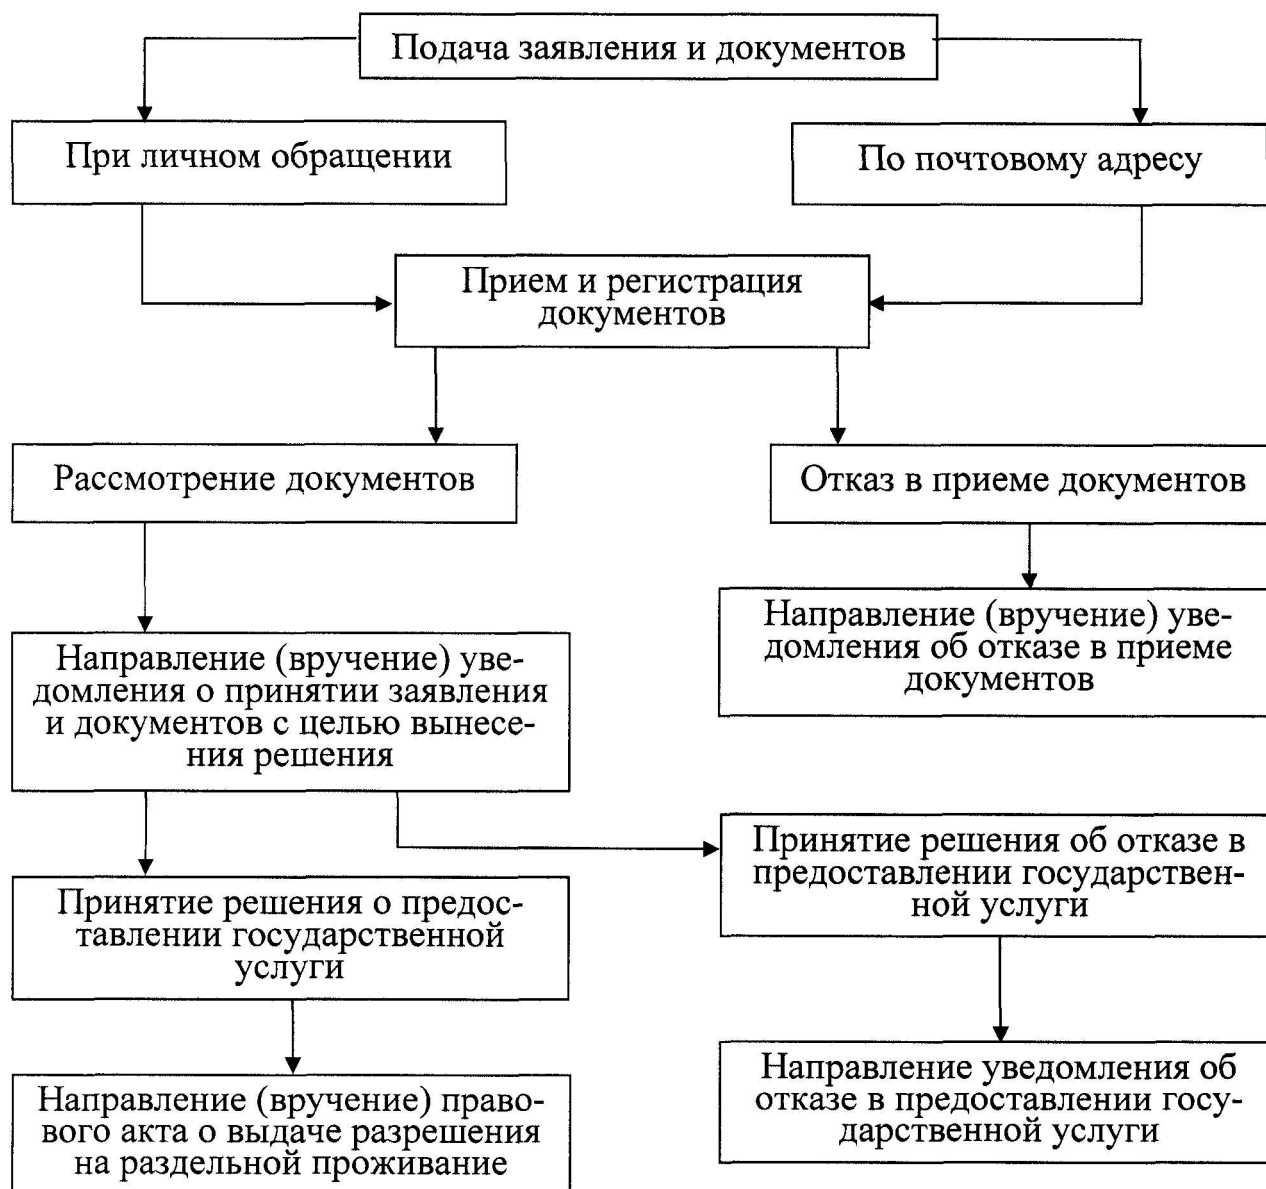 Подача заявления и документов
При личном обращении
По почтовому адресу
Прием и регистрация
документов
Рассмотрение документов
Отказ в приеме документов
Направление (вручение) уве-
домления об отказе в приеме
документов
Направление (вручение) уве-
домления о принятии заявления
и документов с целью вынесе-
ния решения
Принятие решения об отказе в
предоставлении государствен-
ной услуги
Принятие решения о предос-
тавлении государственной
услуги
Направление уведомления об
отказе в предоставлении госу-
дарственной услуги
Направление (вручение) право-
вого акта о выдаче разрешения
на раздельной проживание